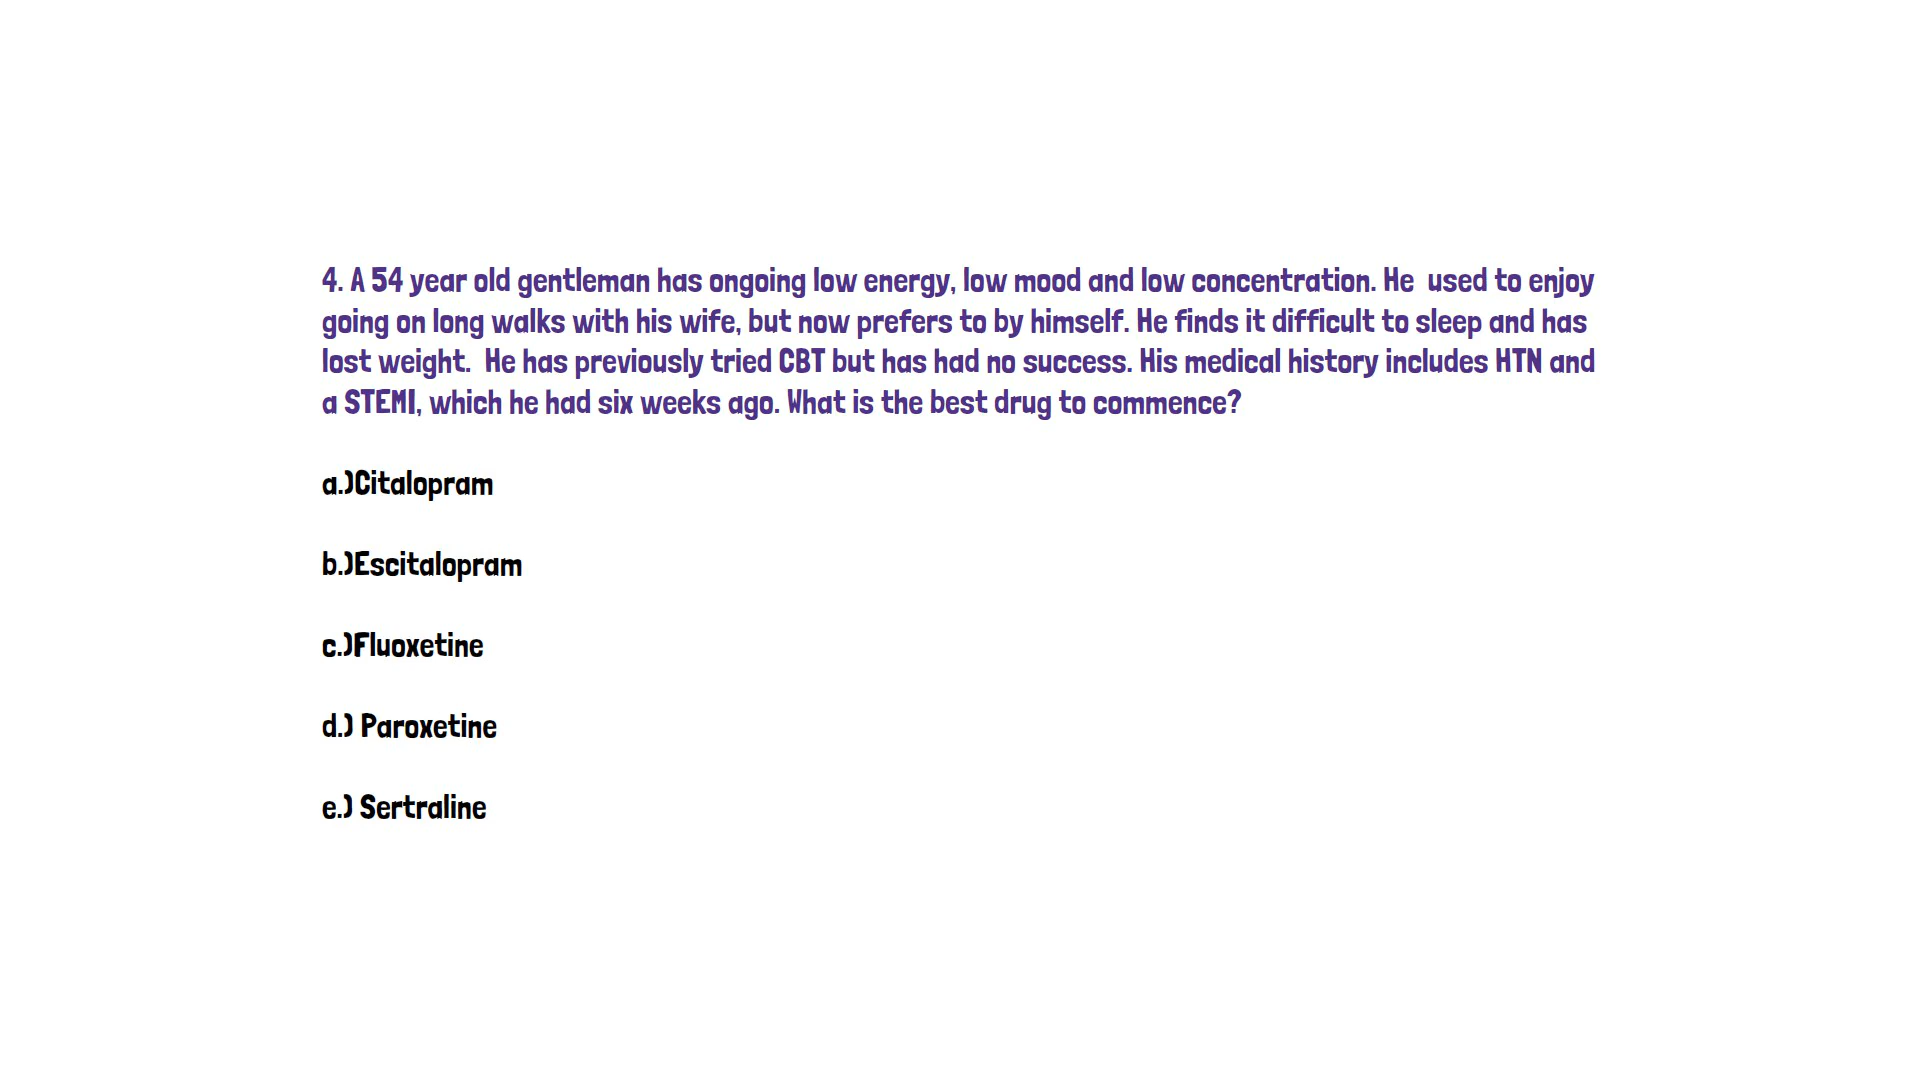 4. A 54 year old gentleman has ongoing low energy, low mood and low concentration. He  used to enjoy
going on long walks with his wife, but now prefers to by himself. He finds it difficult to sleep and has
lost weight.  He has previously tried CBT but has had no success. His medical history includes HTN and
a STEMI, which he had six weeks ago. What is the best drug to commence?
a.)Citalopram
b.)Escitalopram
c.)Fluoxetine
d.) Paroxetine
e.) Sertraline